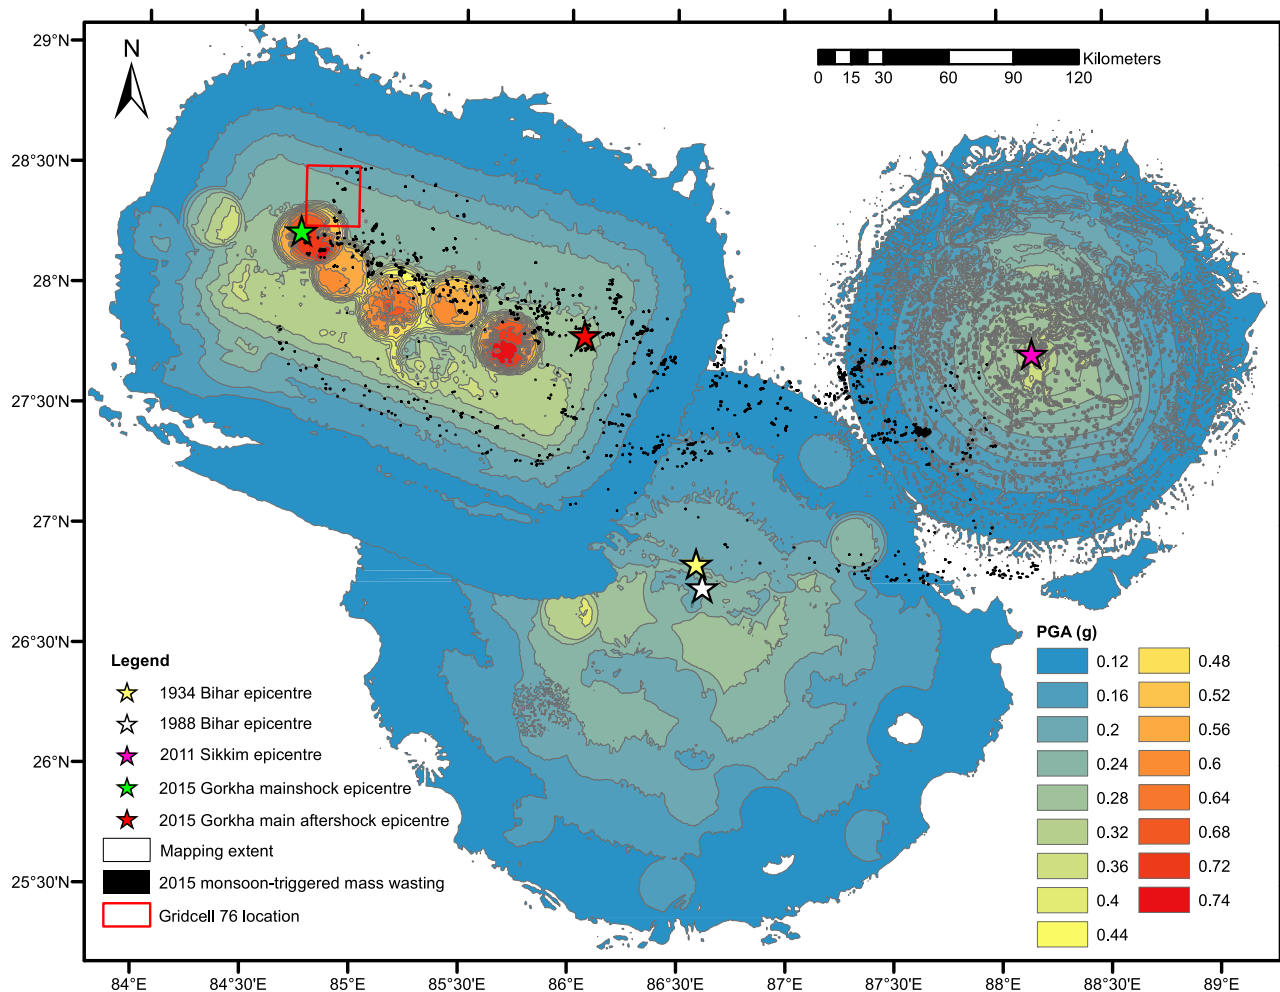 29°N
28°30'N
28°N
27°30'N
27°N
26°30'N
26°N
25°30'N
N
Kilometers
0 15 30 60 90 120
Legend
1934 Bihar epicentre
1988 Bihar epicentre
2011 Sikkim epicentre
2015 Gorkha mainshock epicentre
2015 Gorkha main aftershock epicentre
Mapping extent
2015 monsoon-triggered mass wasting
Gridcell 76 location
PGA (g)
0.12
0.16
0.2
0.24
0.28
0.32
0.36
0.4
0.44
0.48
0.52
0.56
0.6
0.64
0.68
0.72
0.74
84°E 84°30'E 85°E 85°30'E 86°E 86°30'E 87°E 87°30'E 88°E 88°30'E 89°E